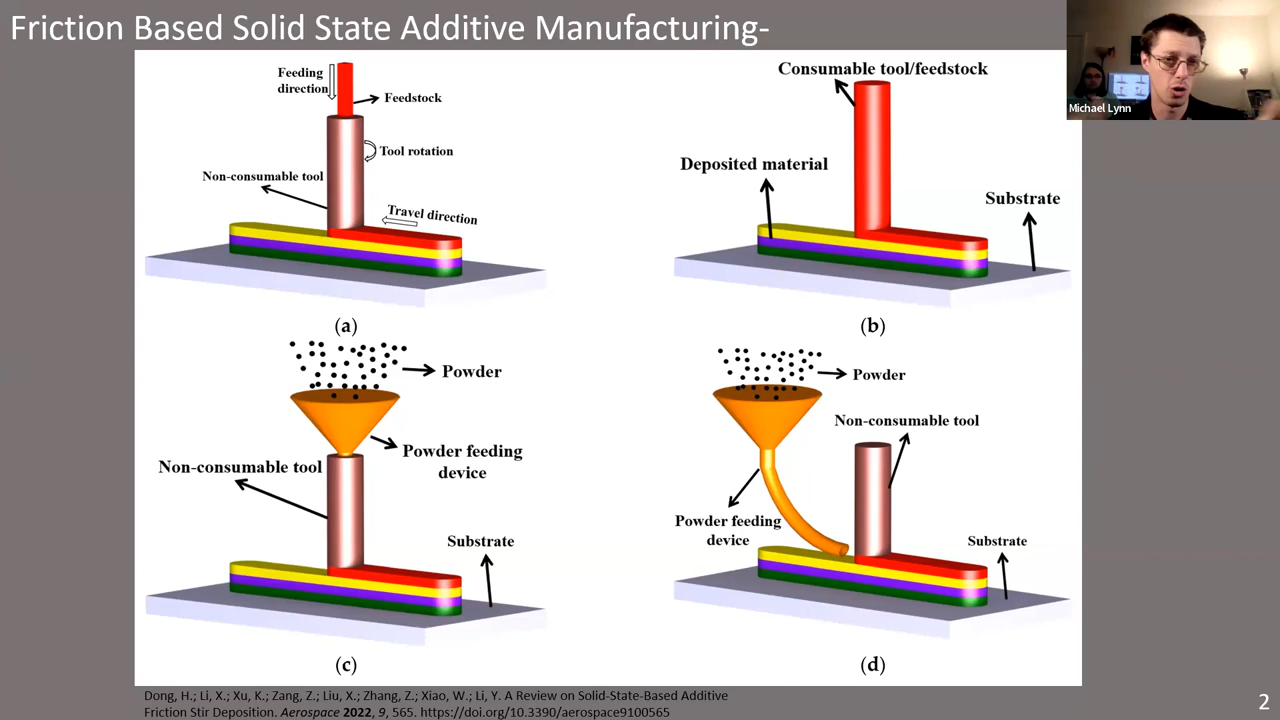 Friction Based Solid State Additive Manufacturing-
Michael Lynn
Feeding
direction
Feedstock
Tool rotation
Non-consumable tool
Travel direction
(a)
Consumable tool/feedstock
Deposited material
Substrate
(b)
Powder
Powder feeding
device
Non-consumable tool
Substrate
(c)
Powder
Non-consumable tool
Powder feeding
device
Substrate
(d)
Dong, H.; Li, X.; Xu, K.; Zang, Z.; Liu, X.; Zhang, Z.; Xiao, W.; Li, Y. A Review on Solid-State-Based Additive
Friction Stir Deposition. Aerospace 2022, 9, 565. https://doi.org/10.3390/aerospace9100565
2